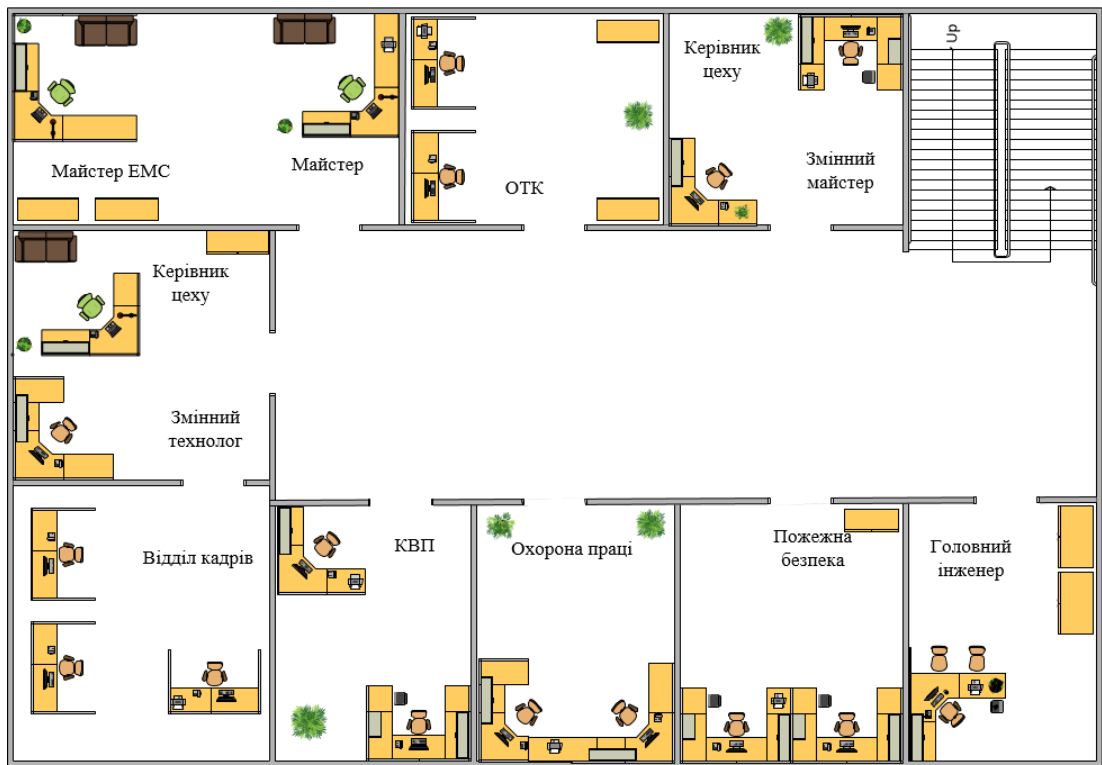 Up
Керівник
цеху
Майстер ЕМС
Майстер
ОТК
Змінний
майстер
Керівник
цеху
Змінний
технолог
Відділ кадрів
КВП
Охорона праці
Пожежна
безпека
Головний
інженер